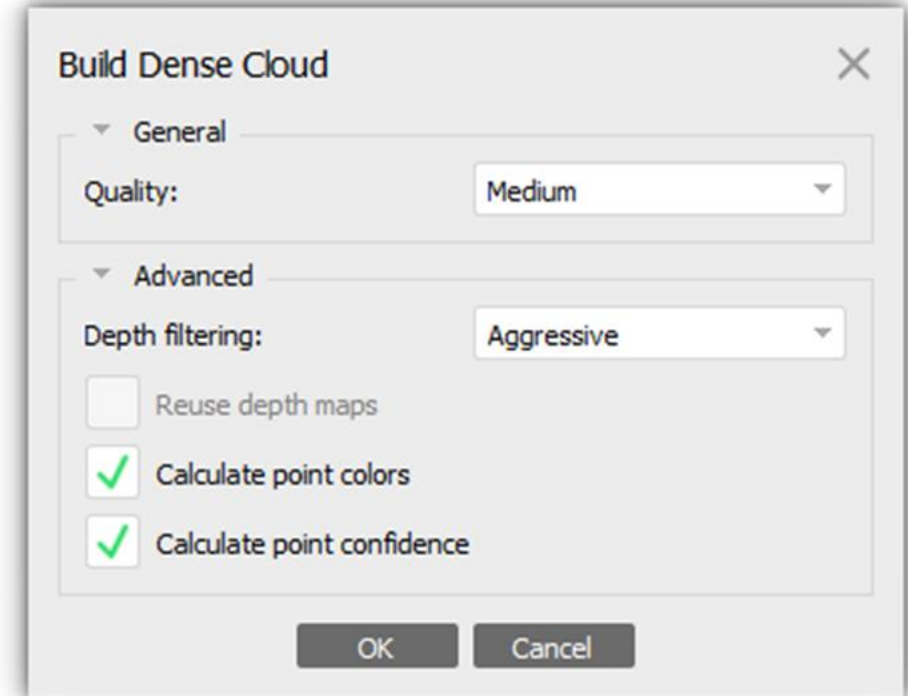 Build Dense Cloud
General
Quality: Medium
Advanced
Depth filtering: Aggressive
Reuse depth maps
Calculate point colors
Calculate point confidence
OK Cancel